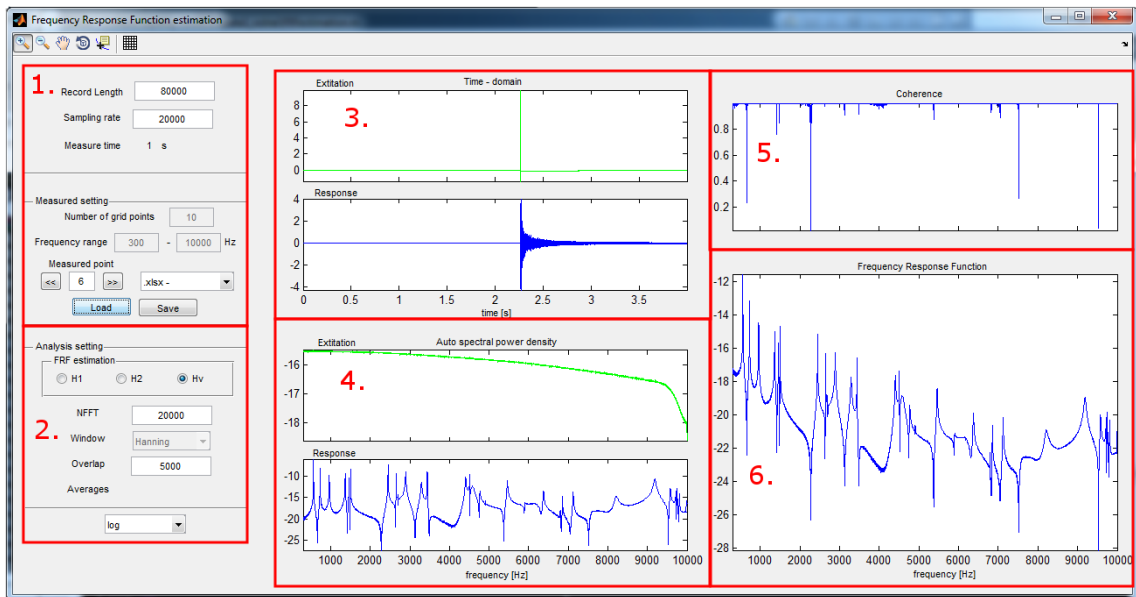 Frequency Response Function estimation
1.
Record Length 80000
Sampling rate 20000
Measure time 1 s
Measured setting
Number of grid points 10
Frequency range 300 - 10000 Hz
Measured point
<< 6 >> .xlsx -
Load Save
2.
Analysis setting
FRF estimation
H1 H2 Hv
NFFT 20000
Window Hanning
Overlap 5000
Averages
log
3.
Extitation Time - domain
8
6
4
2
0
Response
4
2
0
-2
-4
0 0.5 1 1.5 2 2.5 3 3.5
time [s]
4.
Extitation Auto spectral power density
-16
-17
-18
Response
-10
-15
-20
-25
1000 2000 3000 4000 5000 6000 7000 8000 9000 10000
frequency [Hz]
5.
Coherence
0.8
0.6
0.4
0.2
6.
Frequency Response Function
-12
-14
-16
-18
-20
-22
-24
-26
-28
1000 2000 3000 4000 5000 6000 7000 8000 9000 10000
frequency [Hz]